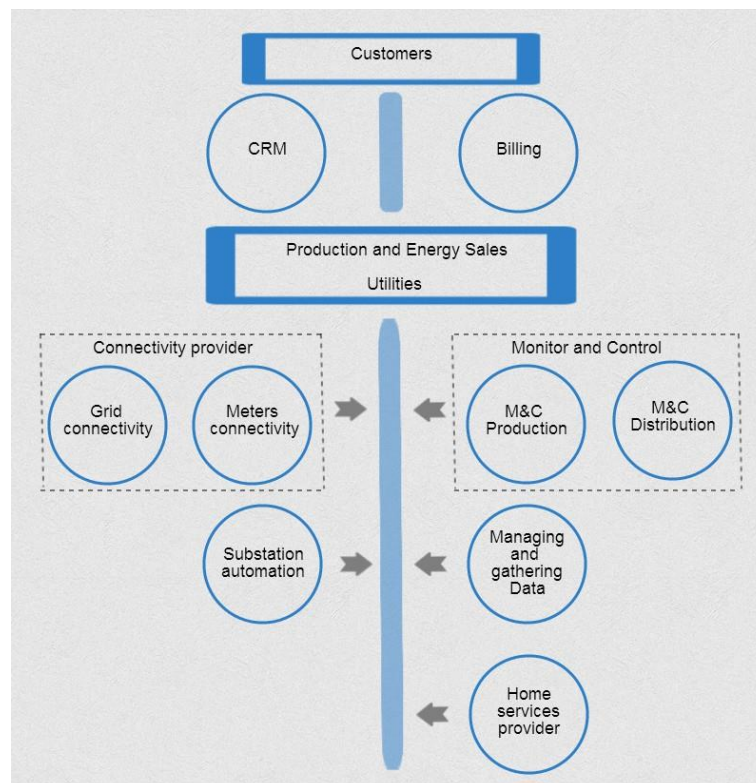 Customers
CRM
Billing
Production and Energy Sales
Utilities
Connectivity provider
Monitor and Control
Grid
connectivity
Meters
connectivity
M&C
Production
M&C
Distribution
Substation
automation
Managing
and
gathering
Data
Home
services
provider